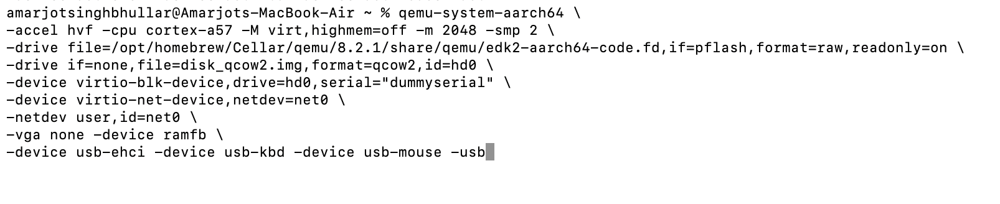 amarjotsinghbhullar@Amarjots-MacBook-Air ~ % qemu-system-aarch64 \
-accel hvf -cpu cortex-a57 -M virt,highmem=off -m 2048 -smp 2 \
-drive file=/opt/homebrew/Cellar/qemu/8.2.1/share/qemu/edk2-aarch64-code.fd,if=pflash,format=raw,readonly=on \
-drive if=none,file=disk_qcow2.img,format=qcow2,id=hd0 \
-device virtio-blk-device,drive=hd0,serial="dummyserial" \
-device virtio-net-device,netdev=net0 \
-netdev user,id=net0 \
-vga none -device ramfb \
-device usb-ehci -device usb-kbd -device usb-mouse -usb